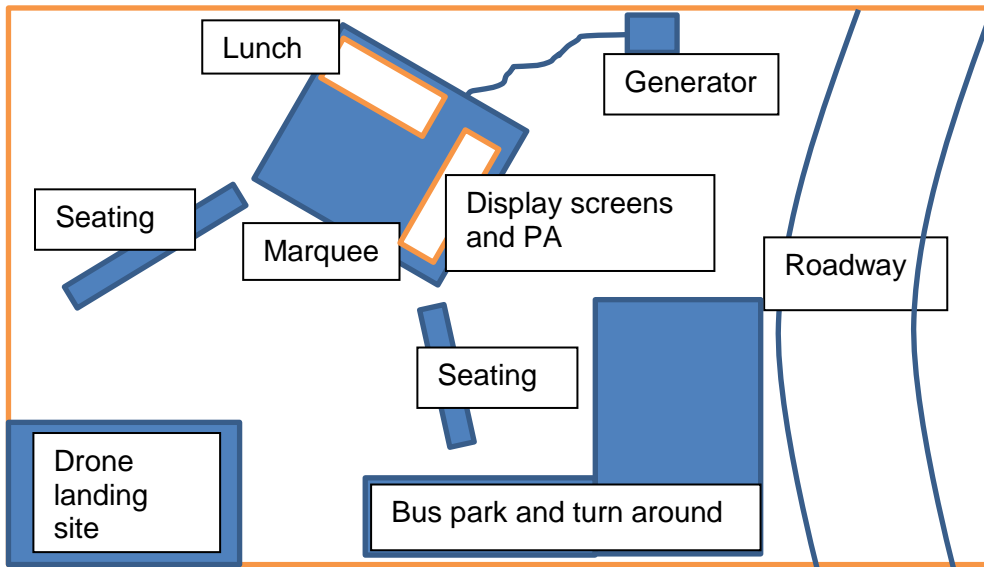 Lunch
Generator
Seating
Display screens
and PA
Marquee
Roadway
Seating
Drone
landing
site
Bus park and turn around